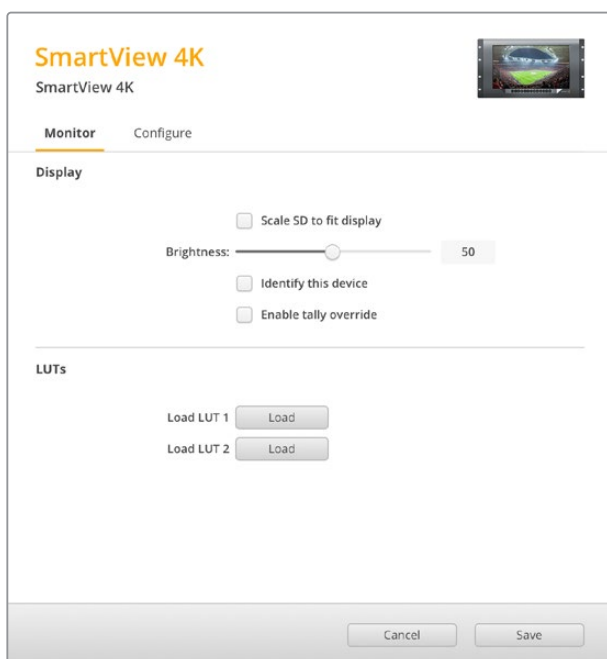 SmartView 4K
SmartView 4K
Monitor Configure
Display
Scale SD to fit display
Brightness: 50
Identify this device
Enable tally override
LUTs
Load LUT 1 Load
Load LUT 2 Load
Cancel Save